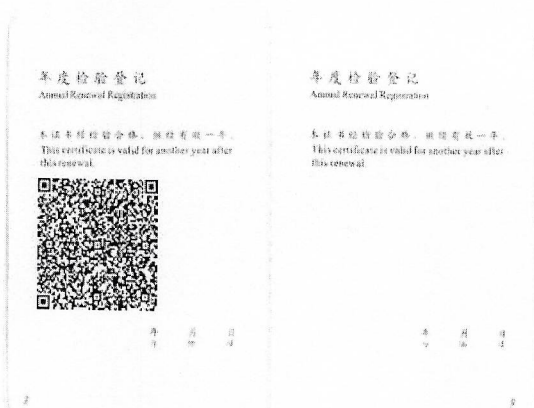 年度检验登记
Annual Renewal Registration
本证书经检验合格，继续有效一年。
This certificate is valid for another year after
this renewal.
年 月 日
年度检验登记
Annual Renewal Registration
本证书经检验合格，继续有效一年。
This certificate is valid for another year after
this renewal.
年 月 日